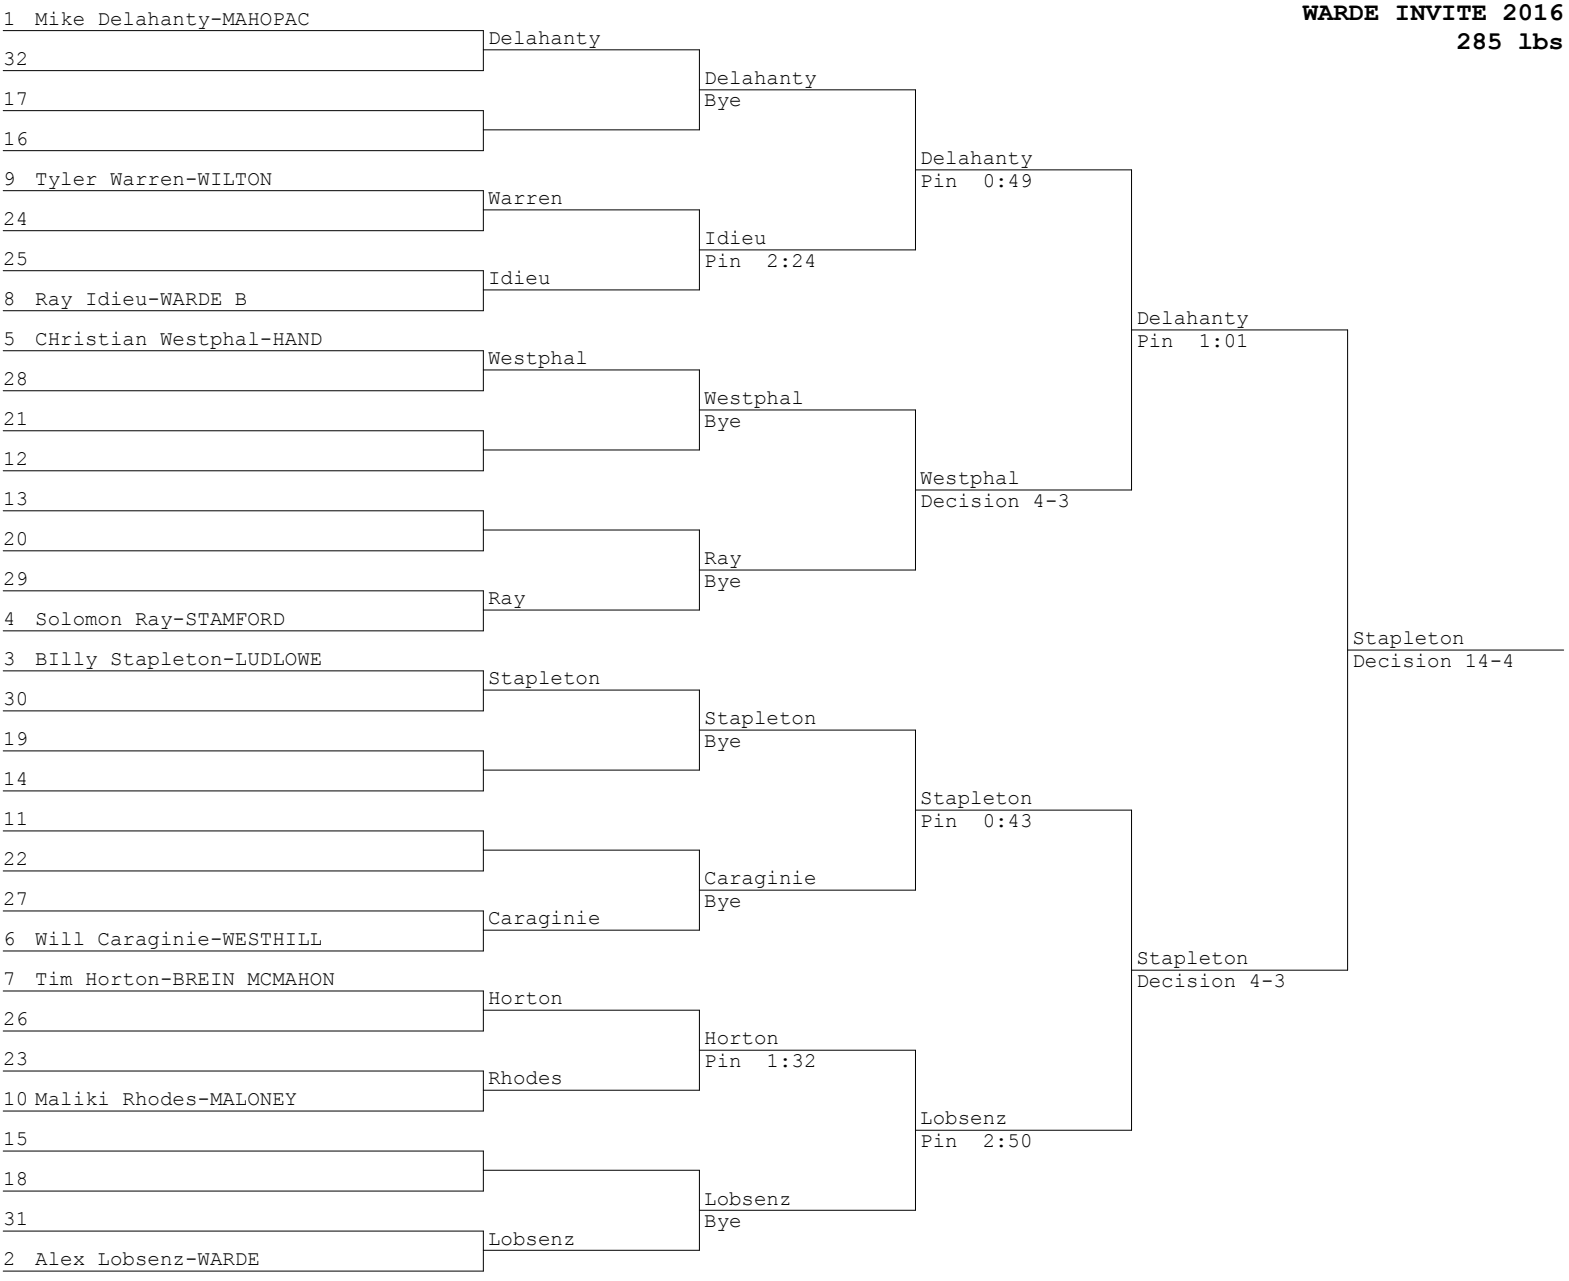 WARDE INVITE 2016
285 lbs
1 Mike Delahanty-MAHOPAC
32
17
16
9 Tyler Warren-WILTON
24
25
8 Ray Idieu-WARDE B
5 CHristian Westphal-HAND
28
21
12
13
20
29
4 Solomon Ray-STAMFORD
3 BIlly Stapleton-LUDLOWE
30
19
14
11
22
27
6 Will Caraginie-WESTHILL
7 Tim Horton-BREIN MCMAHON
26
23
10 Maliki Rhodes-MALONEY
15
18
31
2 Alex Lobsenz-WARDE
Delahanty
Warren
Idieu
Westphal
Ray
Stapleton
Caraginie
Horton
Rhodes
Lobsenz
Delahanty
Bye
Idieu
Pin 2:24
Westphal
Bye
Ray
Bye
Stapleton
Bye
Caraginie
Bye
Horton
Pin 1:32
Lobsenz
Bye
Delahanty
Pin 0:49
Westphal
Decision 4-3
Stapleton
Pin 0:43
Lobsenz
Pin 2:50
Delahanty
Pin 1:01
Stapleton
Decision 4-3
Stapleton
Decision 14-4